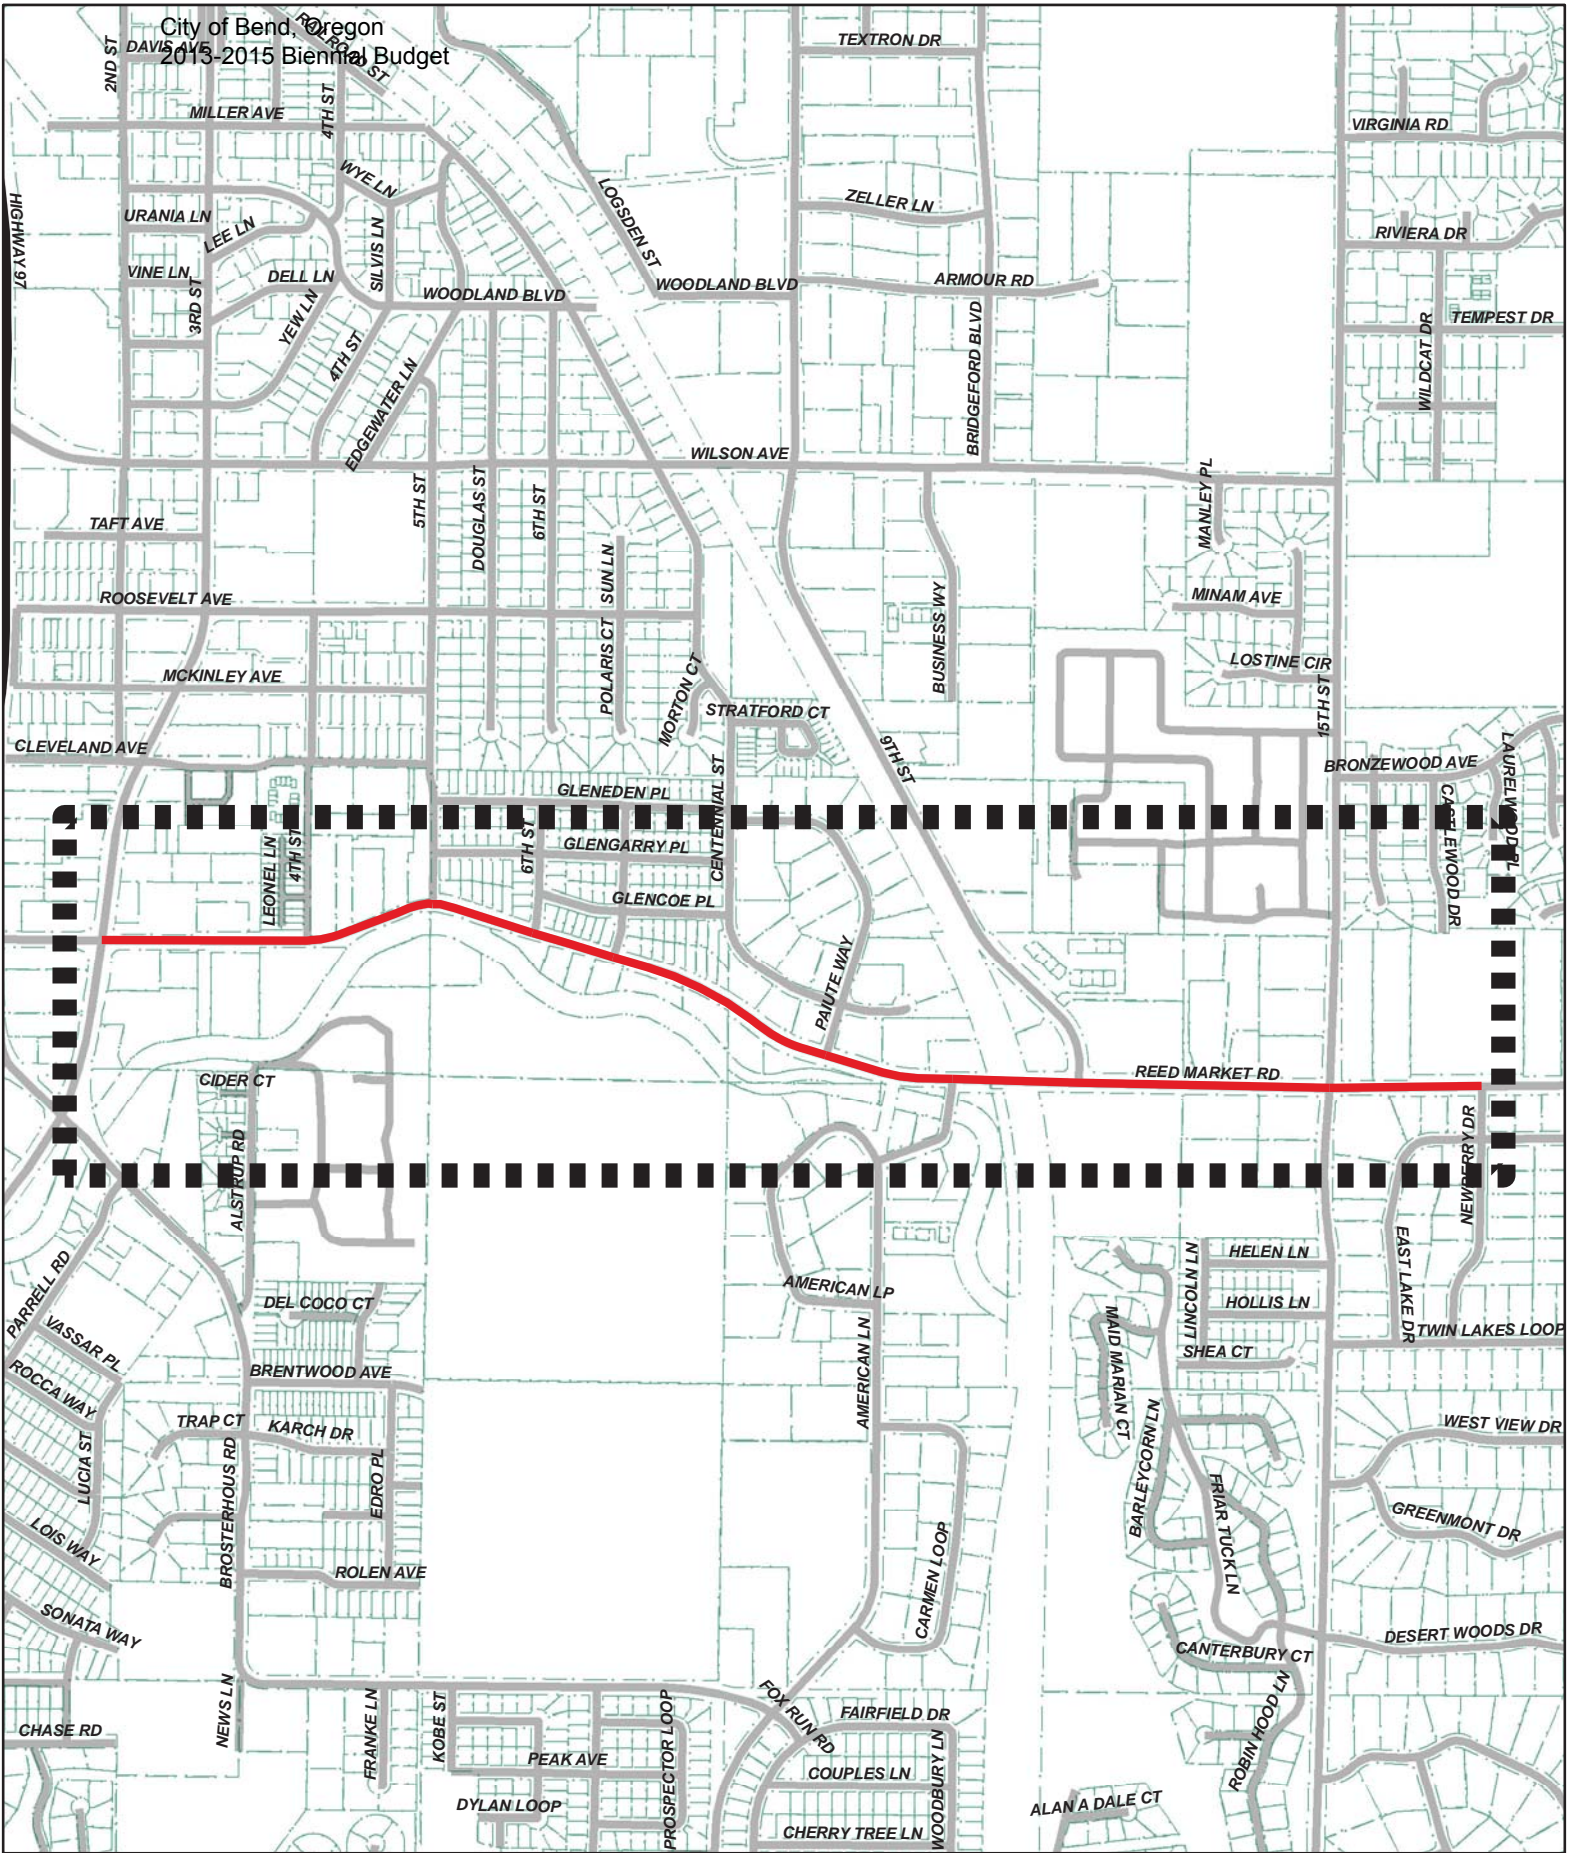 City of Bend, Oregon
2013-2015 Biennial Budget
RAILROAD ST
DAVIS AVE
2ND ST
TEXTRON DR
MILLER AVE
4TH ST
VIRGINIA RD
WYE LN
LOGSDEN ST
ZELLER LN
HIGHWAY 97
URANIA LN
LEE LN
SILVIS LN
RIVIERA DR
VINE LN
DELL LN
3RD ST
YEW LN
WOODLAND BLVD
WOODLAND BLVD
ARMOUR RD
BRIDGEFORD BLVD
TEMPEST DR
WILDCAT DR
4TH ST
EDGEWATER LN
WILSON AVE
5TH ST
DOUGLAS ST
6TH ST
MANLEY PL
TAFT AVE
SUN LN
ROOSEVELT AVE
BUSINESS WY
MINAM AVE
POLARIS CT
MCKINLEY AVE
MORTON CT
LOSTINE CIR
15TH ST
STRATFORD CT
CLEVELAND AVE
9TH ST
LAURELWOOD PL
BRONZEWOOD AVE
CENTENNIAL ST
GLENEDEN PL
CASTLEWOOD DR
LEONEL LN
4TH ST
6TH ST
GLENGARRY PL
GLENCOE PL
PAIUTE WAY
CIDER CT
REED MARKET RD
ALSTRUP RD
NEWBERRY DR
EAST LAKE DR
PARRELL RD
HELEN LN
LINCOLN LN
AMERICAN LP
DEL COCO CT
HOLLIS LN
VASSAR PL
MAID MARIAN CT
TWIN LAKES LOOP
SHEA CT
ROCCA WAY
BRENTWOOD AVE
AMERICAN LN
TRAP CT
KARCH DR
BARLEYCORN LN
WEST VIEW DR
LUCIA ST
BROSTERHOUS RD
EDRO PL
FRIAR TUCK LN
GREENMONT DR
LOIS WAY
CARMEN LOOP
ROLEN AVE
SONATA WAY
DESERT WOODS DR
CANTERBURY CT
NEWS LN
FRANKE LN
KOBE ST
PROSPECTOR LOOP
FOX RUN RD
FAIRFIELD DR
ROBIN HOOD LN
CHASE RD
PEAK AVE
COUPLES LN
WOODBURY LN
DYLAN LOOP
ALAN A DALE CT
CHERRY TREE LN